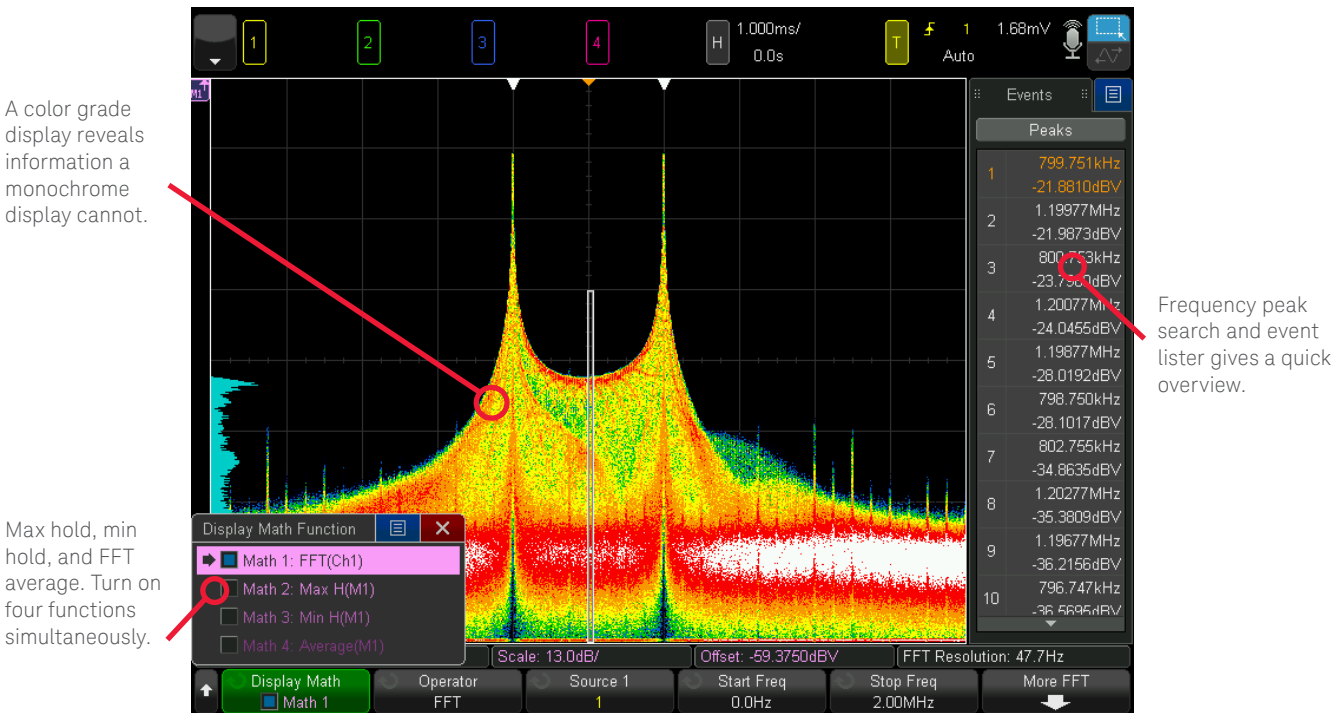 1
2
3
4
H
1.000ms/
0.0s
T
1
Auto
1.68mV
M1
A color grade
display reveals
information a
monochrome
display cannot.
Max hold, min
hold, and FFT
average. Turn on
four functions
simultaneously.
Events
Peaks
1
799.751kHz
-21.8810dBV
2
1.19977MHz
-21.9873dBV
3
800.753kHz
4
1.20077MHz
-24.0455dBV
5
1.19877MHz
-28.0192dBV
6
798.750kHz
-28.1017dBV
7
802.755kHz
-34.8635dBV
8
1.20277MHz
-35.3809dBV
9
1.19677MHz
-36.2156dBV
10
796.747kHz
-36.5695dBV
Frequency peak
search and event
lister gives a quick
overview.
Display Math Function
Math 1: FFT(Ch1)
Math 2: Max H(M1)
Math 3: Min H(M1)
Math 4: Average(M1)
Scale: 13.0dB/
Offset: -59.3750dBV
FFT Resolution: 47.7Hz
Display Math
Math 1
Operator
FFT
Source 1
1
Start Freq
0.0Hz
Stop Freq
2.00MHz
More FFT